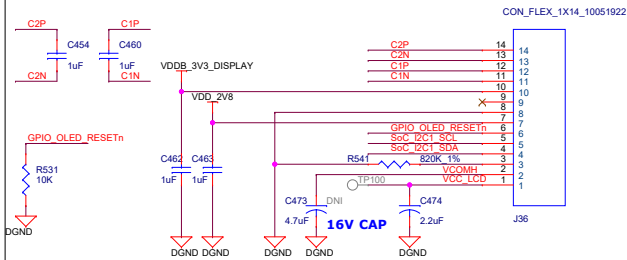 CON_FLEX_1X14_10051922
C2P
C1P
C454
1uF
C460
1uF
C2N
C1N
VDDB_3V3_DISPLAY
VDD_2V8
C2P
C2N
C1P
C1N
14 14
13 13
12 12
11 11
10 10
9 9
8 8
7 7
6 6
5 5
4 4
3 3
2 2
1 1
GPIO_OLED_RESETn
SoC_I2C1_SCL
SoC_I2C1_SDA
R541
820K_1%
VCOMH
VCC_LCD
TP100
GPIO_OLED_RESETn
R531
10K
C462
1uF
C463
1uF
C473
4.7uF
DNI
16V CAP
C474
2.2uF
J36
DGND
DGND
DGND
DGND
DGND
DGND